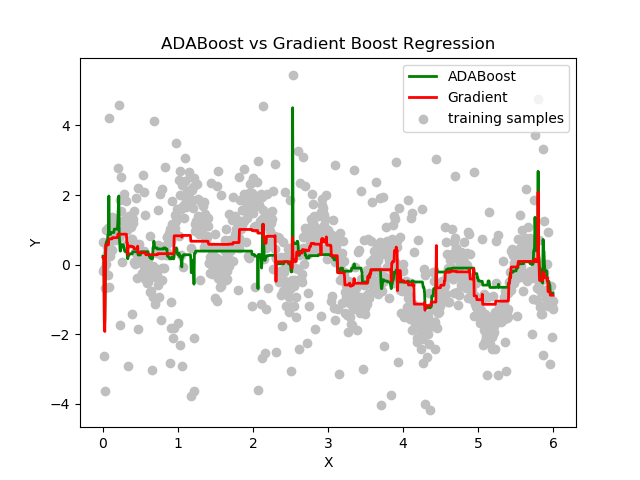 ADABoost vs Gradient Boost Regression
ADABoost
Gradient
training samples
Y
4
2
0
−2
−4
0 1 2 3 4 5 6
X